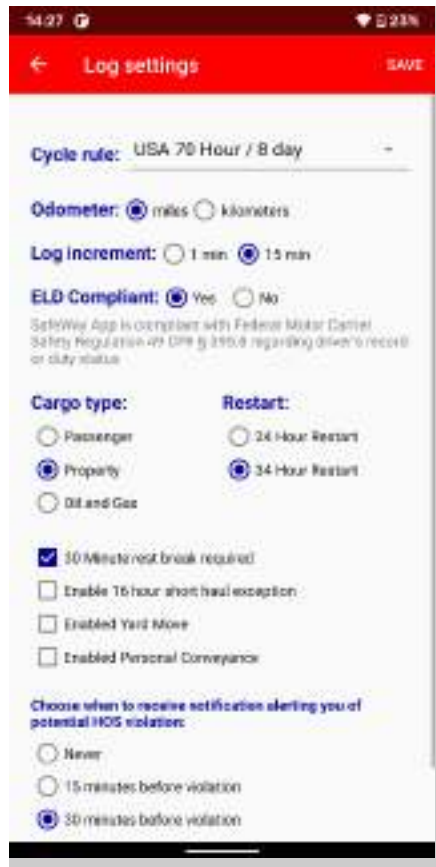 14:27 23%
Log settings SAVE
Cycle rule: USA 70 Hour / 8 day
Odometer: miles kilometers
Log increment: 1 min 15 min
ELD Compliant: Yes No
SafeWay App is compliant with Federal Motor Carrier
Safety Regulation 49 CFR § 395.8 regarding driver's record
or duty status
Cargo type: Restart:
Passenger 24 Hour Restart
Property 34 Hour Restart
Oil and Gas
30 Minute rest break required
Enable 16 hour short haul exception
Enabled Yard Move
Enabled Personal Conveyance
Choose when to receive notification alerting you of
potential HOS violation:
Never
15 minutes before violation
30 minutes before violation